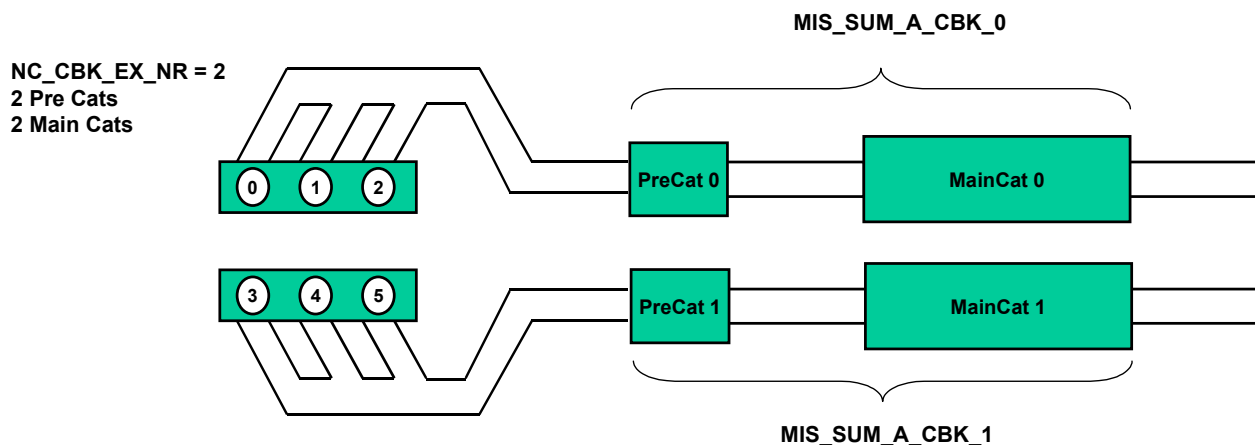 MIS_SUM_A_CBK_0
NC_CBK_EX_NR = 2
2 Pre Cats
2 Main Cats
0 1 2
PreCat 0
MainCat 0
3 4 5
PreCat 1
MainCat 1
MIS_SUM_A_CBK_1